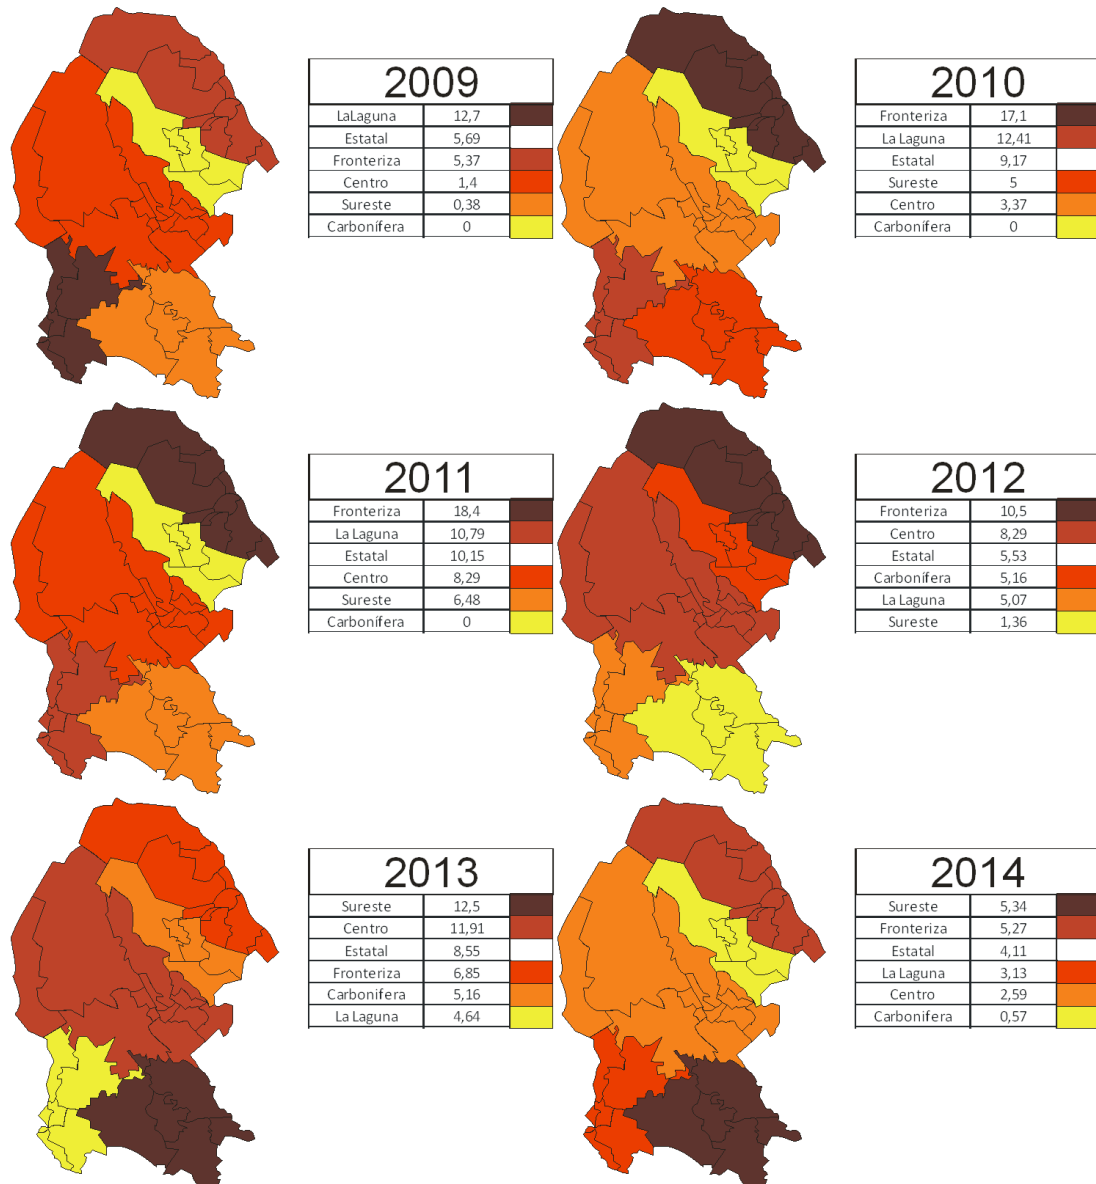 2009
LaLaguna 12,7
Estatal 5,69
Fronteriza 5,37
Centro 1,4
Sureste 0,38
Carbonífera 0
2010
Fronteriza 17,1
La Laguna 12,41
Estatal 9,17
Sureste 5
Centro 3,37
Carbonífera 0
2011
Fronteriza 18,4
La Laguna 10,79
Estatal 10,15
Centro 8,29
Sureste 6,48
Carbonífera 0
2012
Fronteriza 10,5
Centro 8,29
Estatal 5,53
Carbonífera 5,16
La Laguna 5,07
Sureste 1,36
2013
Sureste 12,5
Centro 11,91
Estatal 8,55
Fronteriza 6,85
Carbonifera 5,16
La Laguna 4,64
2014
Sureste 5,34
Fronteriza 5,27
Estatal 4,11
La Laguna 3,13
Centro 2,59
Carbonifera 0,57